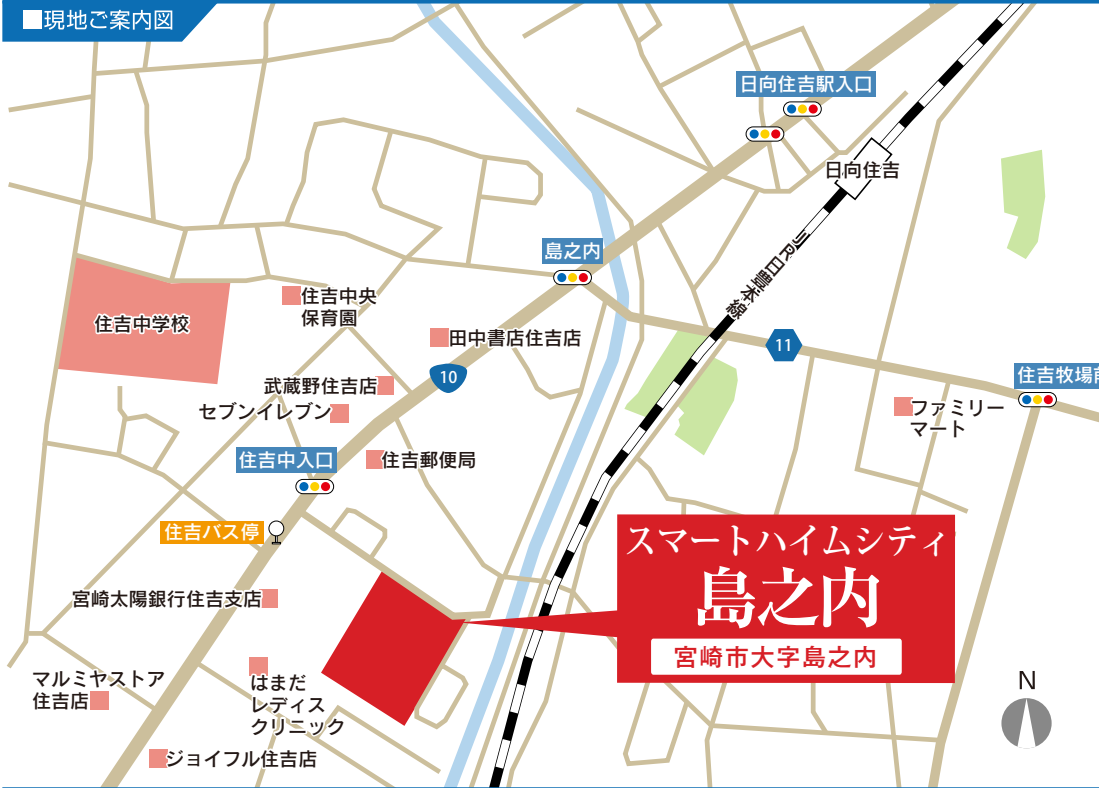 ■現地ご案内図
日向住吉駅入口
日向住吉
島之内
JR日豊本線
住吉中央
保育園
住吉中学校
田中書店住吉店
11
10
武蔵野住吉店
セブンイレブン
住吉牧場前
ファミリー
マート
住吉中入口
住吉郵便局
住吉バス停
スマートハイムシティ
島之内
宮崎市大字島之内
宮崎太陽銀行住吉支店
マルミヤストア
住吉店
はまだ
レディス
クリニック
ジョイフル住吉店
N